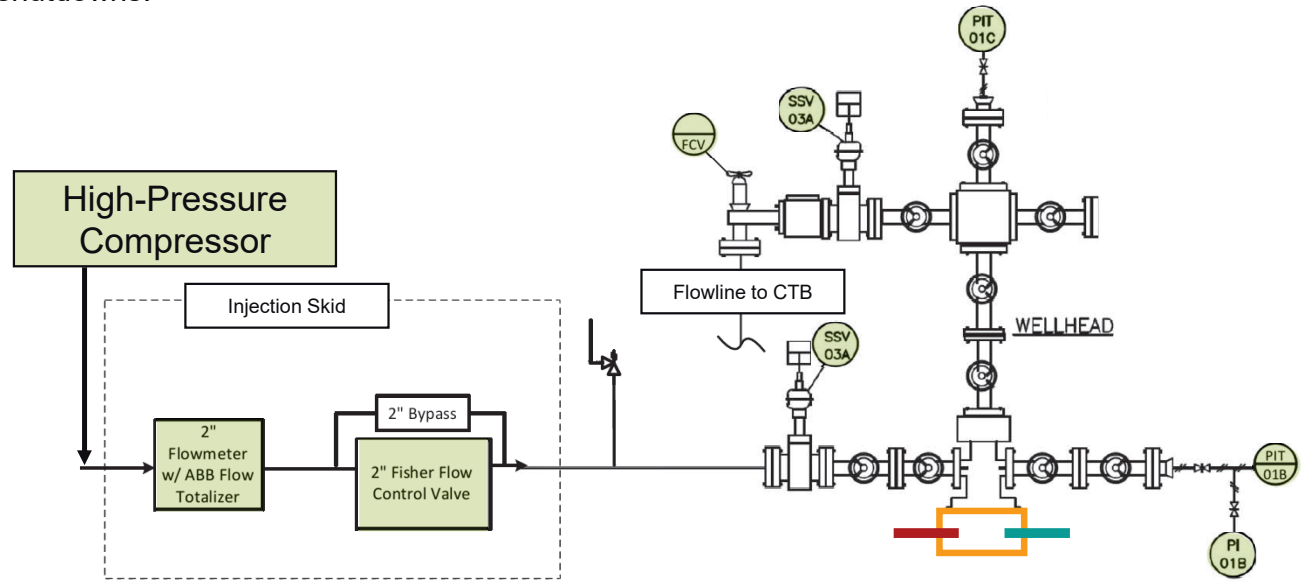 shutdowns.
PIT
01C
SSV
03A
FCV
High-Pressure
Compressor
Injection Skid
Flowline to CTB
WELLHEAD
SSV
03A
2" Bypass
2"
Flowmeter
w/ ABB Flow
Totalizer
2" Fisher Flow
Control Valve
PIT
01B
PI
01B